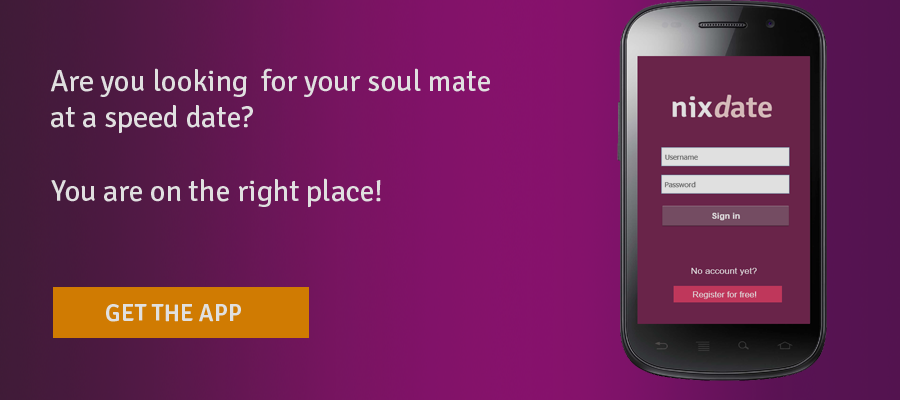 Are you looking  for your soul mate
at a speed date?
You are on the right place!
GET THE APP
nixdate
Username
Password
Sign in
No account yet?
Register for free!